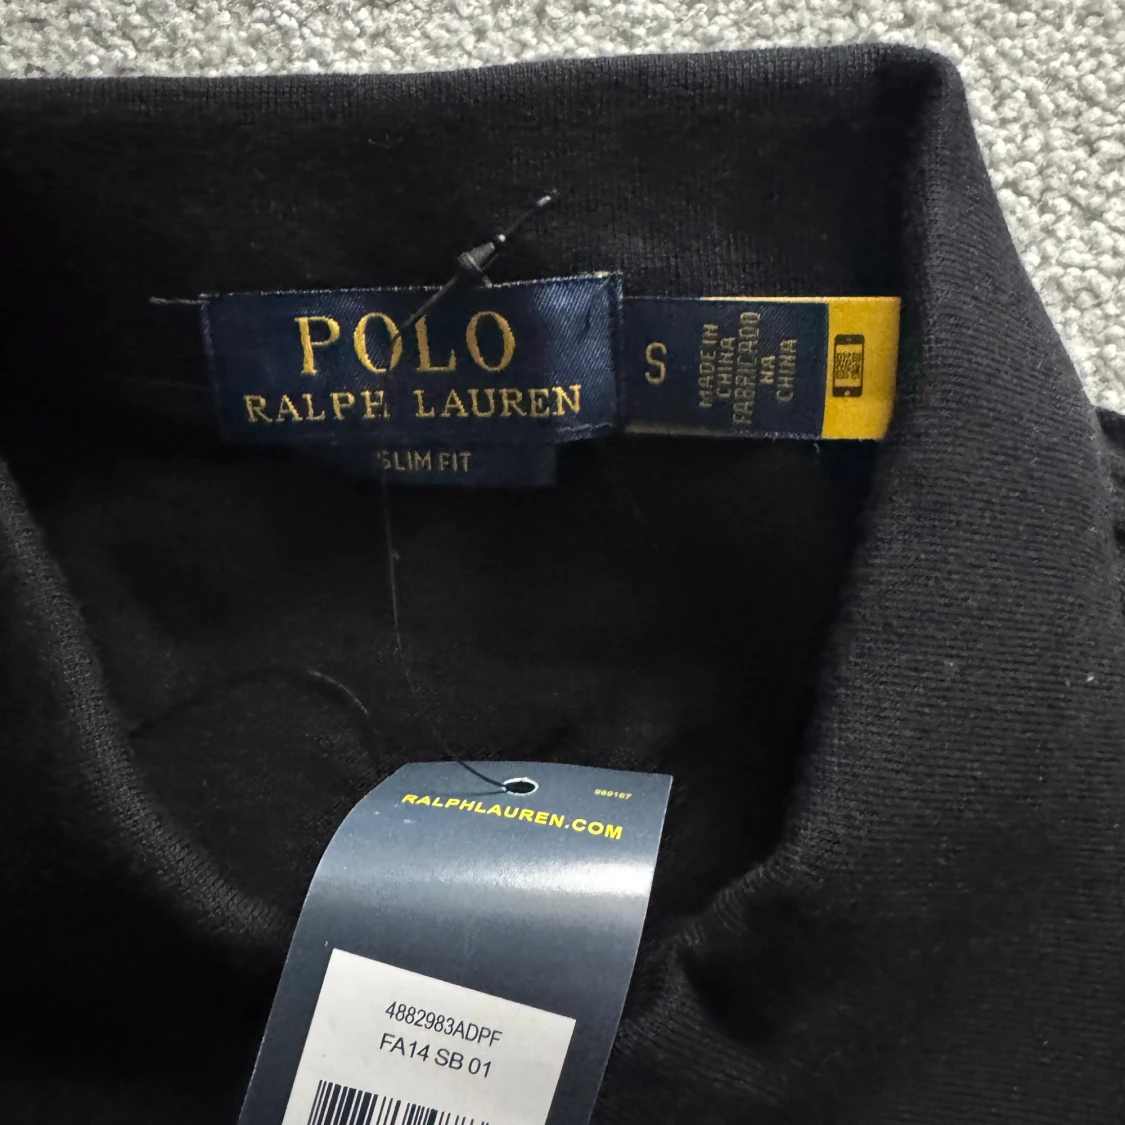 POLO
RALPH LAUREN
SLIM FIT
S
MADE IN
CHINA
FABRICADO
NA
CHINA
RALPHLAUREN.COM
4882983ADPF
FA14 SB 01